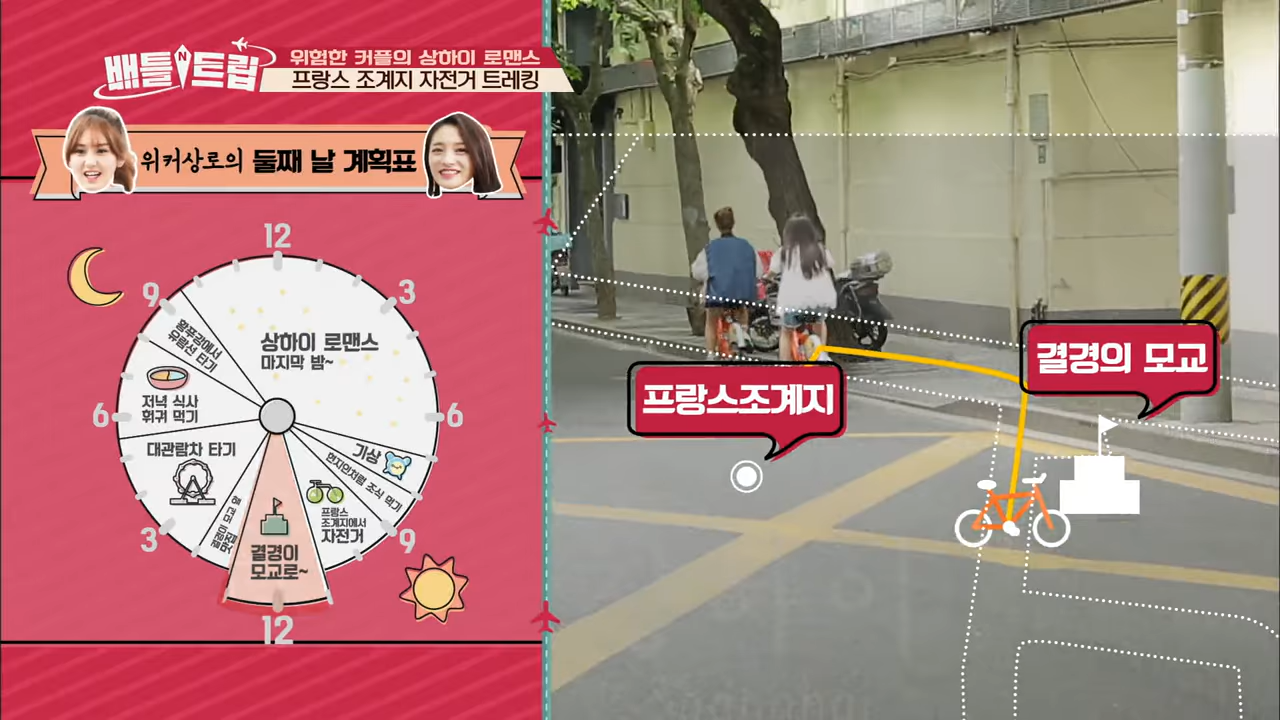 배틀트립
N
위험한 커플의 상하이 로맨스
프랑스 조계지 자전거 트레킹
위커상로의 둘째 날 계획표
12
9
3
황푸강에서
유람선 타기
상하이 로맨스
마지막 밤~
저녁 식사
훠궈 먹기
6
6
대관람차 타기
기상
현지인처럼 조식 먹기
프랑스
조계지에서
자전거
3
9
결경이
모교로~
12
프랑스조계지
결경의 모교